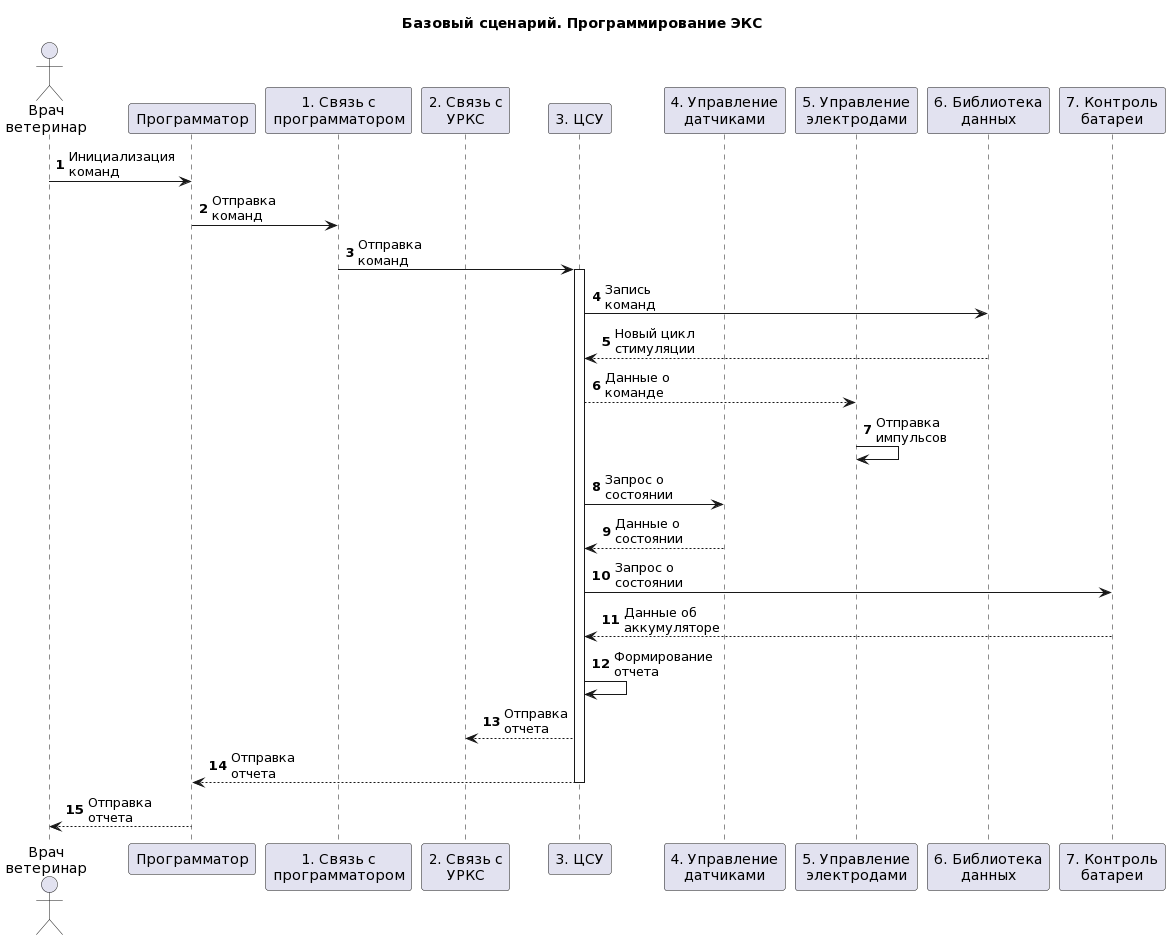 Базовый сценарий. Программирование ЭКС
Врач
ветеринар
Программатор
1. Связь с
программатором
2. Связь с
УРКС
3. ЦСУ
4. Управление
датчиками
5. Управление
электродами
6. Библиотека
данных
7. Контроль
батареи
1 Инициализация
команд
2 Отправка
команд
3 Отправка
команд
4 Запись
команд
5 Новый цикл
стимуляции
6 Данные о
команде
7 Отправка
импульсов
8 Запрос о
состоянии
9 Данные о
состоянии
10 Запрос о
состоянии
11 Данные об
аккумуляторе
12 Формирование
отчета
13 Отправка
отчета
14 Отправка
отчета
15 Отправка
отчета
Врач
ветеринар
Программатор
1. Связь с
программатором
2. Связь с
УРКС
3. ЦСУ
4. Управление
датчиками
5. Управление
электродами
6. Библиотека
данных
7. Контроль
батареи